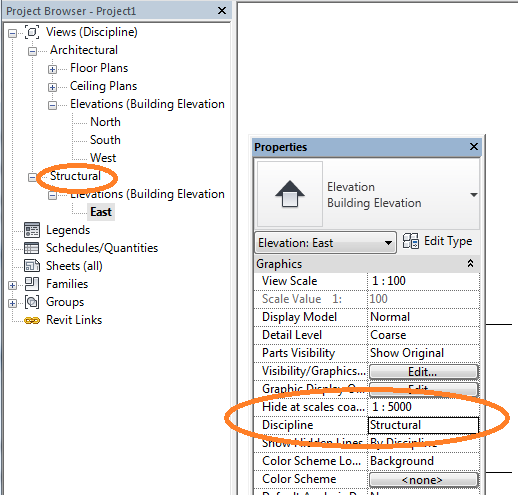 Project Browser - Project1
Views (Discipline)
Architectural
Floor Plans
Ceiling Plans
Elevations (Building Elevation
North
South
West
Structural
Elevations (Building Elevation
East
Legends
Schedules/Quantities
Sheets (all)
Families
Groups
Revit Links
Properties
Elevation
Building Elevation
Elevation: East
Edit Type
Graphics
View Scale 1 : 100
Scale Value 1: 100
Display Model Normal
Detail Level Coarse
Parts Visibility Show Original
Visibility/Graphics... Edit...
Graphic Display O... Edit...
Hide at scales coa... 1 : 5000
Discipline Structural
Show Hidden Lines By Discipline
Color Scheme Lo... Background
Color Scheme <none>